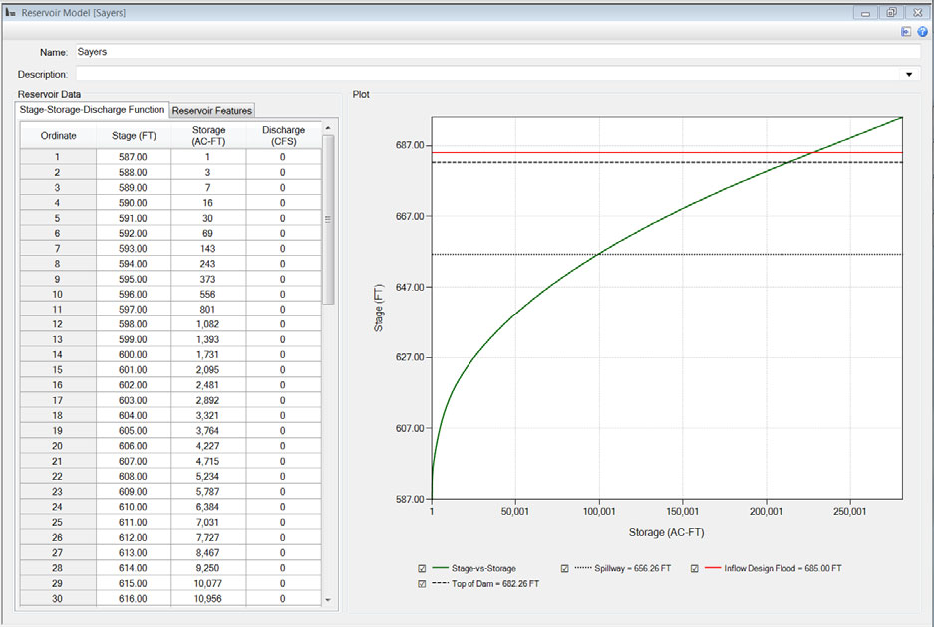 Reservoir Model [Sayers]
Name: Sayers
Description:
Reservoir Data
Stage-Storage-Discharge Function Reservoir Features
Ordinate Stage (FT) Storage (AC-FT) Discharge (CFS)
1 587.00 1 0
2 588.00 3 0
3 589.00 7 0
4 590.00 16 0
5 591.00 30 0
6 592.00 69 0
7 593.00 143 0
8 594.00 243 0
9 595.00 373 0
10 596.00 556 0
11 597.00 801 0
12 598.00 1,082 0
13 599.00 1,393 0
14 600.00 1,731 0
15 601.00 2,095 0
16 602.00 2,481 0
17 603.00 2,892 0
18 604.00 3,321 0
19 605.00 3,764 0
20 606.00 4,227 0
21 607.00 4,715 0
22 608.00 5,234 0
23 609.00 5,787 0
24 610.00 6,384 0
25 611.00 7,031 0
26 612.00 7,727 0
27 613.00 8,467 0
28 614.00 9,250 0
29 615.00 10,077 0
30 616.00 10,956 0
Plot
Stage (FT)
687.00
667.00
647.00
627.00
607.00
587.00
1 50,001 100,001 150,001 200,001 250,001
Storage (AC-FT)
Stage-vs-Storage Spillway = 656.26 FT Inflow Design Flood = 685.00 FT
Top of Dam = 682.26 FT